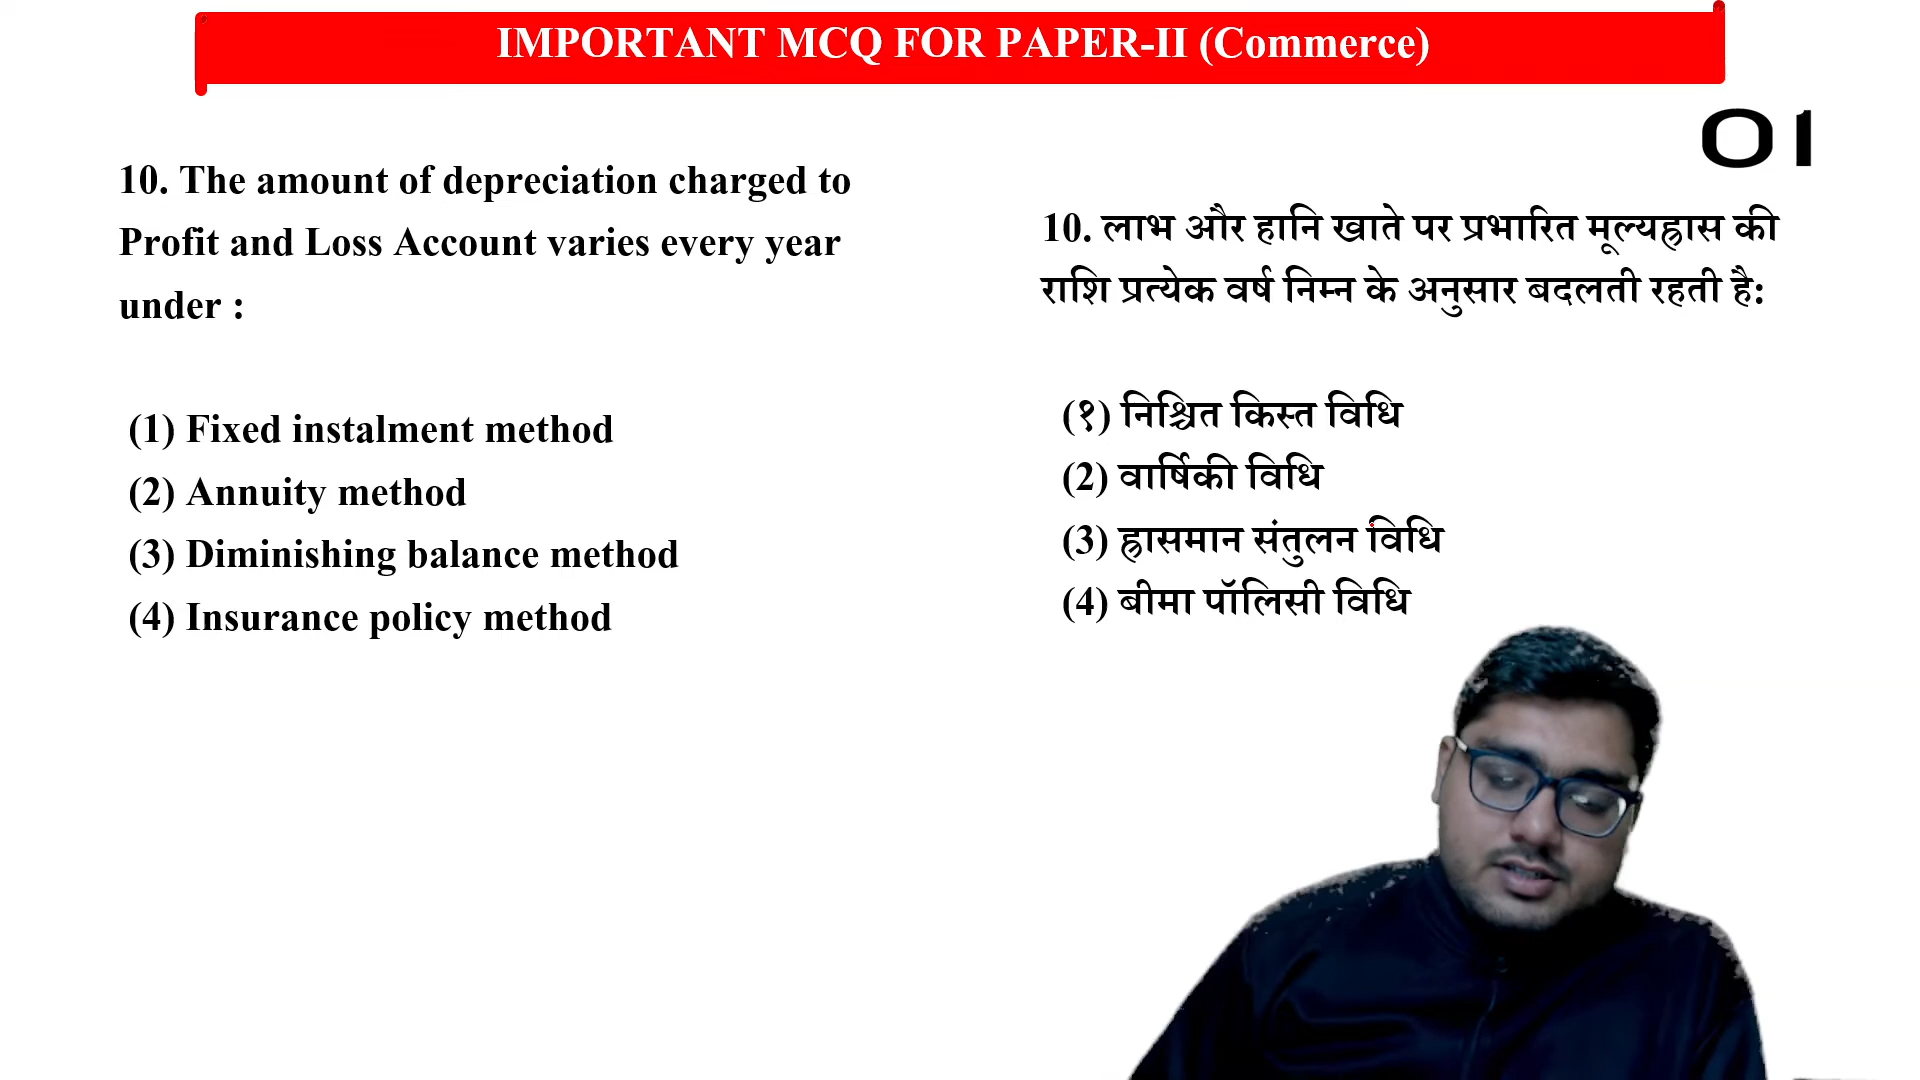 IMPORTANT MCQ FOR PAPER-II (Commerce)
01
10. The amount of depreciation charged to
Profit and Loss Account varies every year
under :
(1) Fixed instalment method
(2) Annuity method
(3) Diminishing balance method
(4) Insurance policy method
10. लाभ और हानि खाते पर प्रभारित मूल्यह्रास की
राशि प्रत्येक वर्ष निम्न के अनुसार बदलती रहती है:
(१) निश्चित किस्त विधि
(2) वार्षिकी विधि
(3) ह्रासमान संतुलन विधि
(4) बीमा पॉलिसी विधि